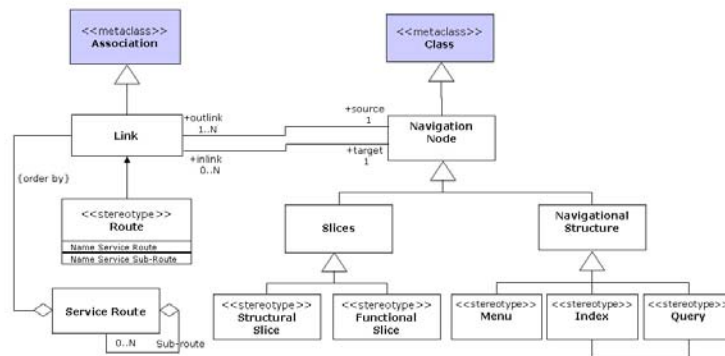 <<metaclass>>
Association
<<metaclass>>
Class
Link
+outlink
1..N
+source
1
+inlink
0..N
+target
1
Navigation
Node
{order by}
<<stereotype>>
Route
Name Service Route
Name Service Sub-Route
Slices
Navigational
Structure
Service Route
0..N
Sub-route
<<stereotype>>
Structural
Slice
<<stereotype>>
Functional
Slice
<<stereotype>>
Menu
<<stereotype>>
Index
<<stereotype>>
Query